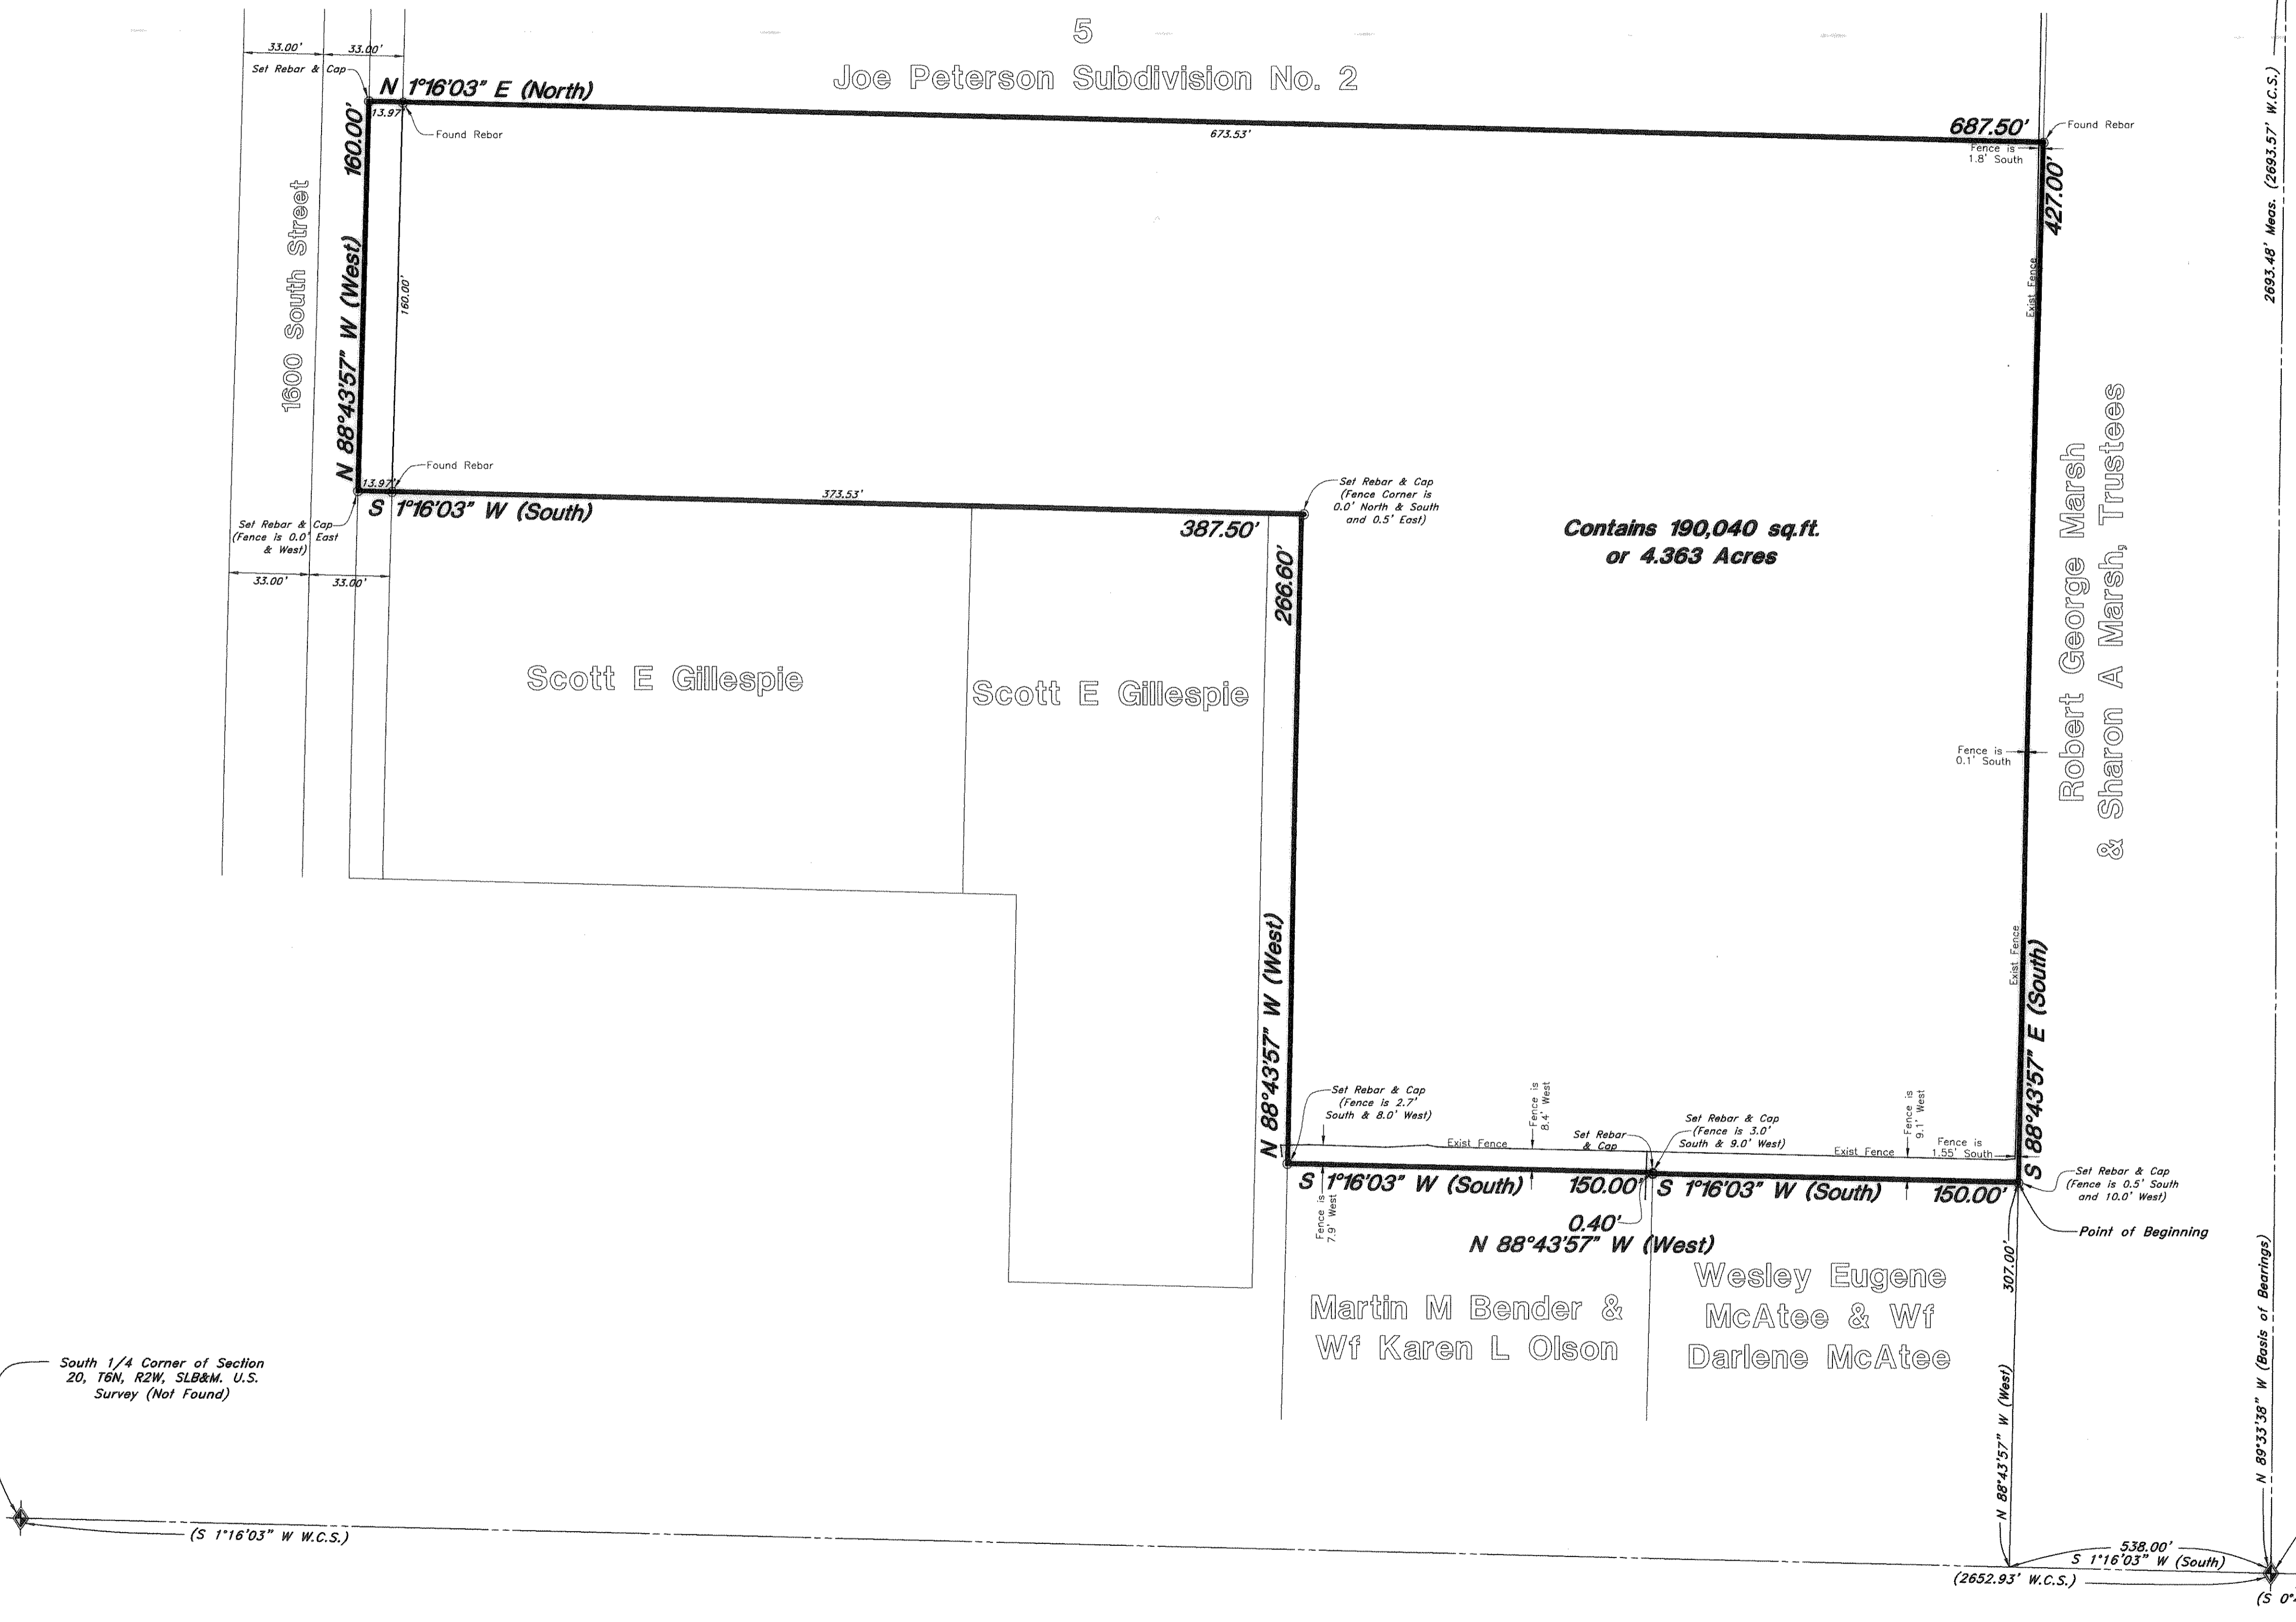 5
Joe Peterson Subdivision No. 2
33.00'
33.00'
Set Rebar & Cap
N 1°16'03" E (North)
13.97'
Found Rebar
673.53'
687.50'
Found Rebar
Fence is
1.8' South
160.00'
N 88°43'57" W (West)
160.00'
1600 South Street
427.00'
Exist Fence
2693.48' Meas. (2693.57' W.C.S.)
Found Rebar
13.97'
373.53'
S 1°16'03" W (South)
387.50'
Set Rebar & Cap
(Fence is 0.0' East
& West)
33.00'
33.00'
Set Rebar & Cap
(Fence Corner is
0.0' North & South
and 0.5' East)
Contains 190,040 sq.ft.
or 4.363 Acres
266.60'
N 88°43'57" W (West)
Scott E Gillespie
Scott E Gillespie
Robert George Marsh
& Sharon A Marsh, Trustees
Fence is
0.1' South
Exist Fence
S 88°43'57" E (South)
Set Rebar & Cap
(Fence is 2.7'
South & 8.0' West)
Fence is
8.4' West
Exist Fence
Set Rebar
& Cap
Set Rebar & Cap
(Fence is 3.0'
South & 9.0' West)
Fence is
9.1' West
Exist Fence
Fence is
1.55' South
S 1°16'03" W (South)
150.00'
S 1°16'03" W (South)
150.00'
Fence is
7.9' West
0.40'
N 88°43'57" W (West)
Set Rebar & Cap
(Fence is 0.5' South
and 10.0' West)
Point of Beginning
Martin M Bender &
Wf Karen L Olson
Wesley Eugene
McAtee & Wf
Darlene McAtee
307.00'
N 88°43'57" W (West)
N 89°33'38" W (Basis of Bearings)
South 1/4 Corner of Section
20, T6N, R2W, SLB&M. U.S.
Survey (Not Found)
(S 1°16'03" W W.C.S.)
538.00'
S 1°16'03" W (South)
(2652.93' W.C.S.)
(S 0°